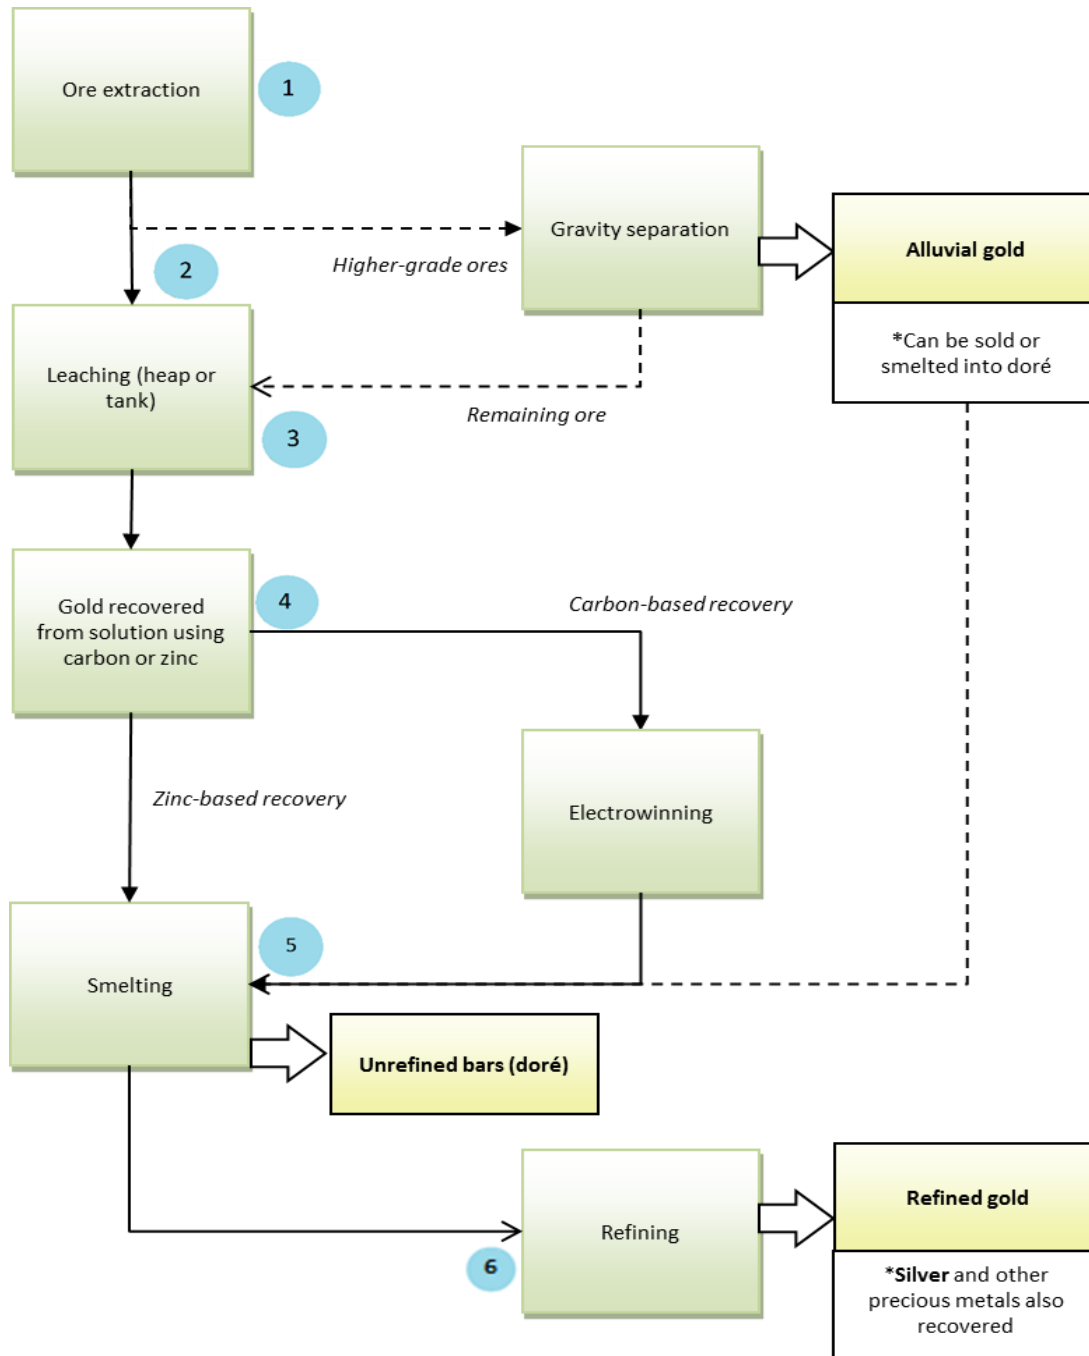 Ore extraction
1
Gravity separation
Alluvial gold
Higher-grade ores
2
*Can be sold or
smelted into doré
Leaching (heap or
tank)
Remaining ore
3
Gold recovered
from solution using
carbon or zinc
4
Carbon-based recovery
Zinc-based recovery
Electrowinning
5
Smelting
Unrefined bars (doré)
Refined gold
Refining
6
*Silver and other
precious metals also
recovered